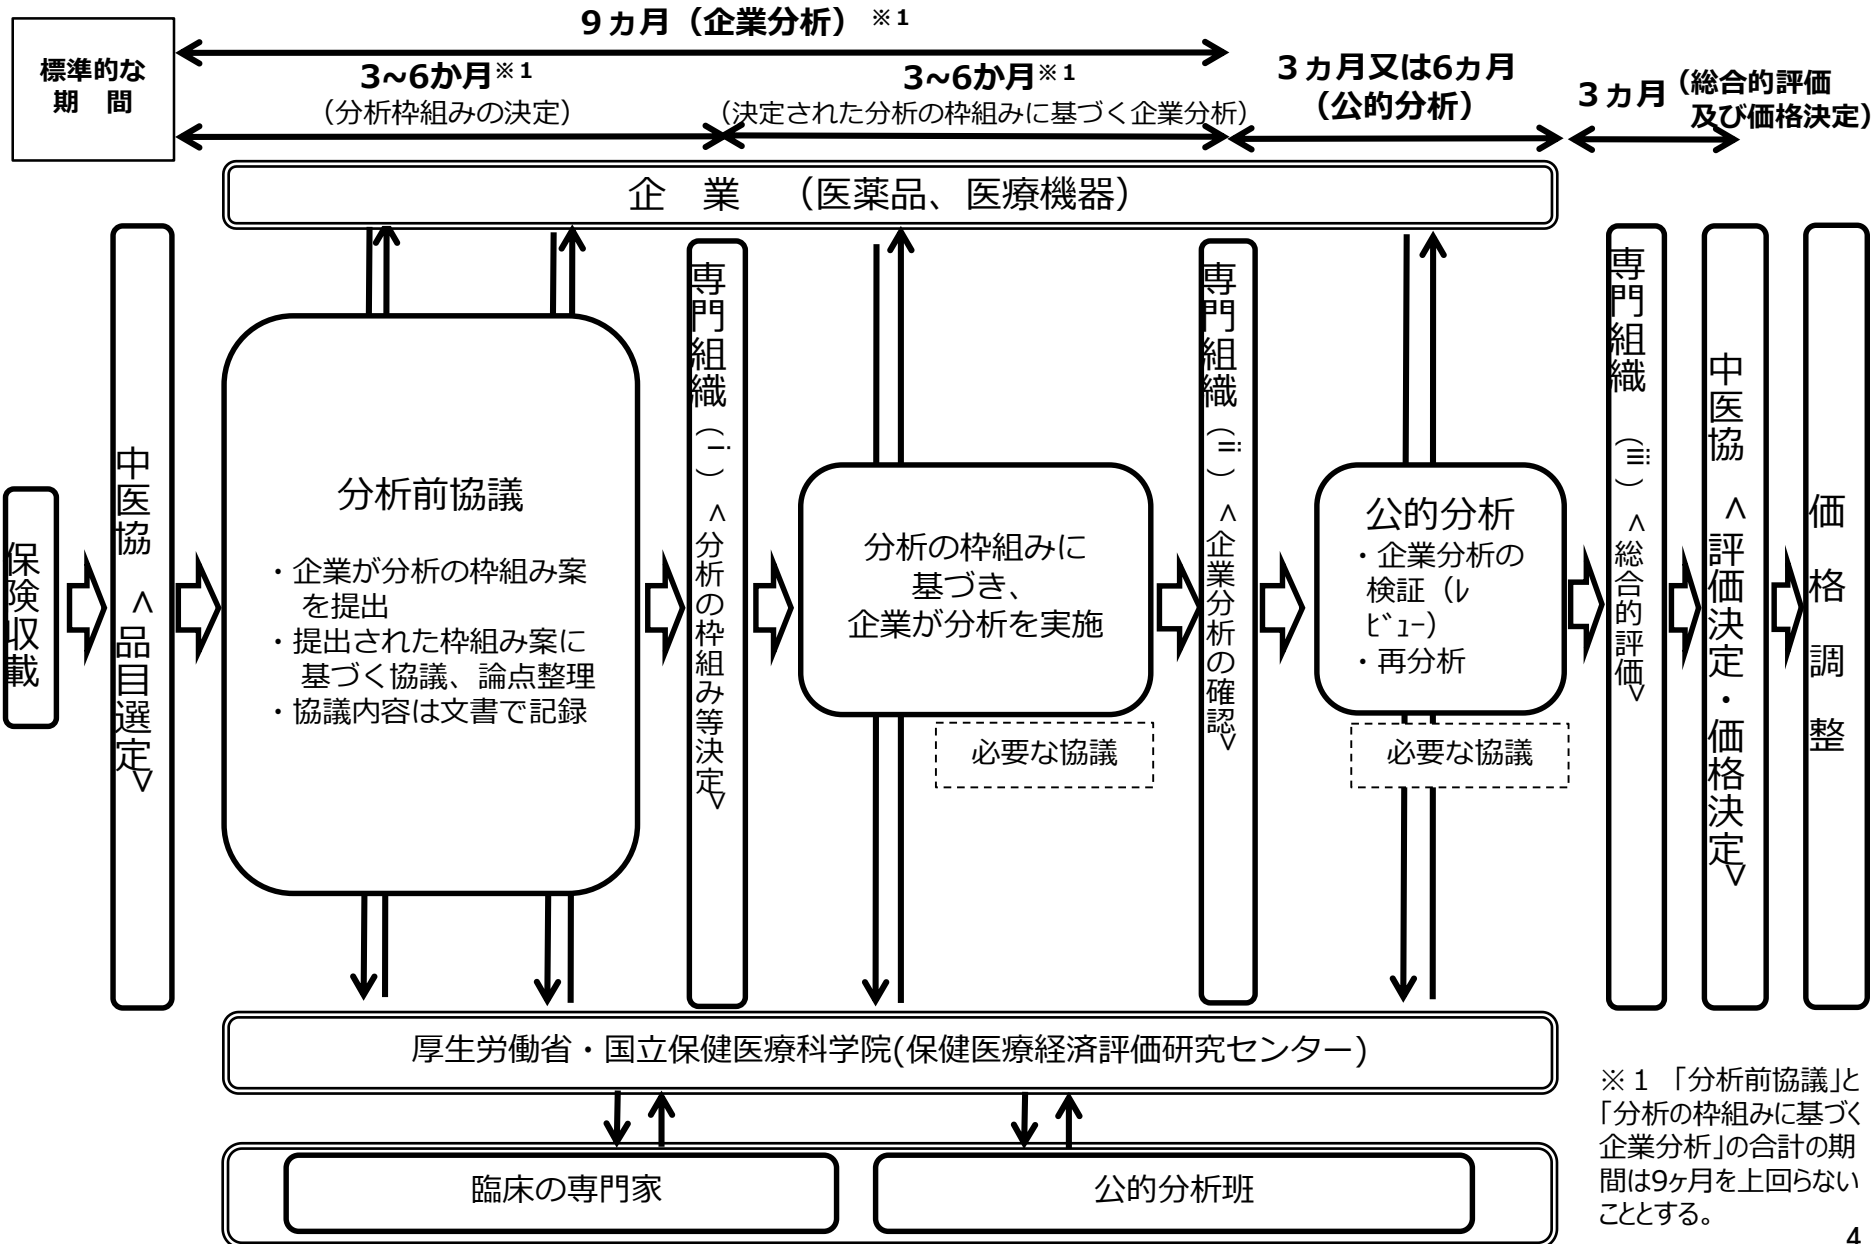 標準的な
期　間
９ヵ月（企業分析）※１
3~6か月※１
（分析枠組みの決定）
3~6か月※１
（決定された分析の枠組みに基づく企業分析）
３ヵ月又は6ヵ月
（公的分析）
３ヵ月（総合的評価
及び価格決定）
企　業　（医薬品、医療機器）
保険収載
中医協　<品目選定>
分析前協議
・企業が分析の枠組み案
を提出
・提出された枠組み案に
基づく協議、論点整理
・協議内容は文書で記録
専門組織（ⅰ）<分析の枠組み等決定>
分析の枠組みに
基づき、
企業が分析を実施
必要な協議
専門組織（ⅱ）<企業分析の確認>
公的分析
・企業分析の
検証（ﾚ
ﾋﾞｭｰ）
・再分析
必要な協議
専門組織　（ⅲ）<総合的評価>
中医協　<評価決定・価格決定>
価格調整
厚生労働省・国立保健医療科学院(保健医療経済評価研究センター)
臨床の専門家
公的分析班
※１　「分析前協議」と
「分析の枠組みに基づく
企業分析」の合計の期
間は9ヶ月を上回らない
こととする。
4